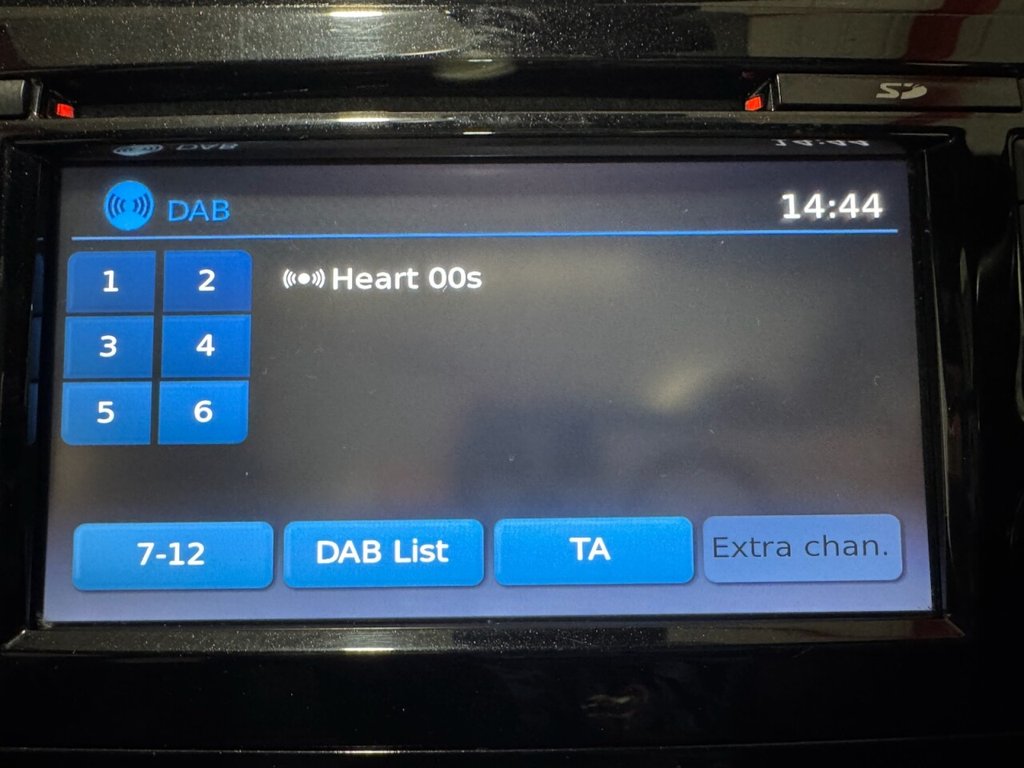 SD
DAB 14:44
1 2 Heart 00s
3 4
5 6
7-12 DAB List TA Extra chan.